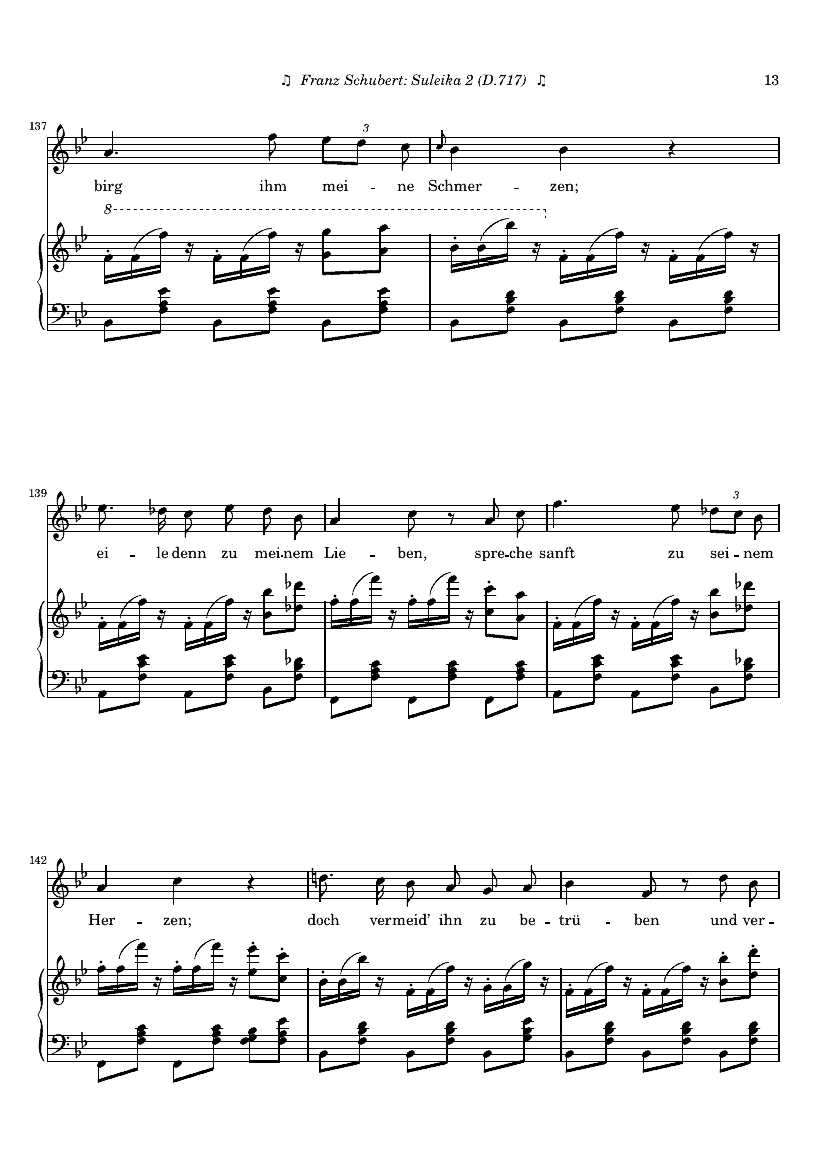 ♫ Franz Schubert: Suleika 2 (D.717) ♫ 13
137
3
birg ihm mei - ne Schmer - zen;
8
139
3
ei - le denn zu mei-nem Lie - ben, spre-che sanft zu sei-nem
142
Her - zen; doch vermeid' ihn zu be - trü - ben und ver -